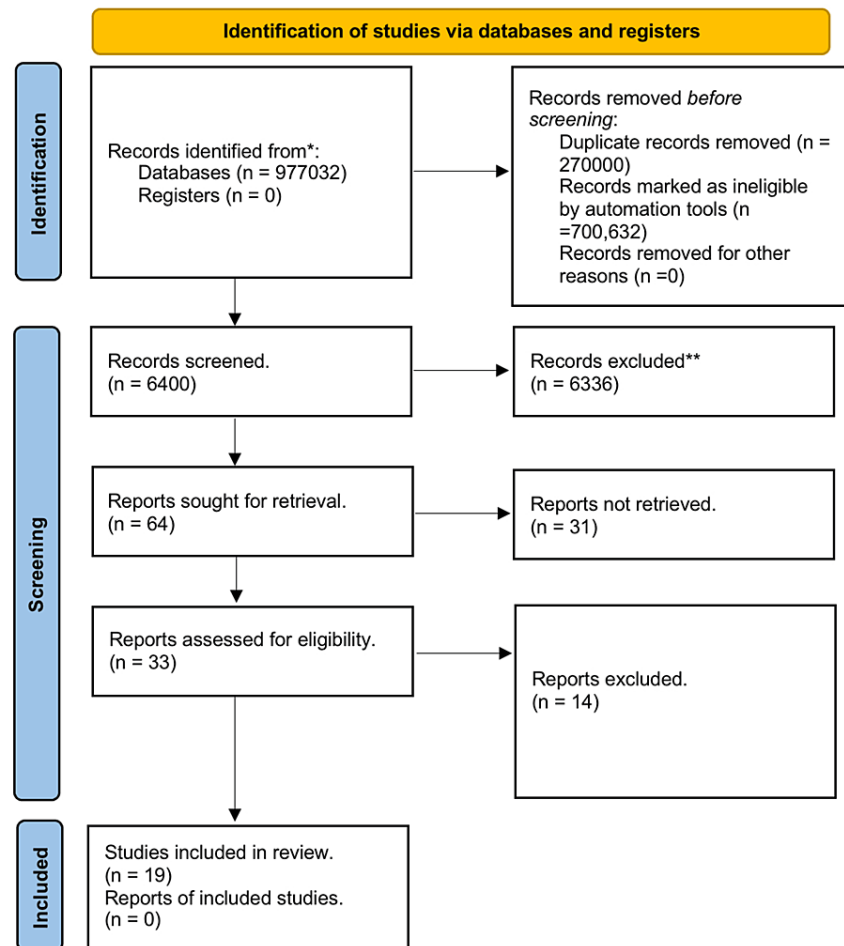 Identification of studies via databases and registers
Identification
Records identified from*:
Databases (n = 977032)
Registers (n = 0)
Records removed before
screening:
Duplicate records removed (n =
270000)
Records marked as ineligible
by automation tools (n
=700,632)
Records removed for other
reasons (n =0)
Screening
Records screened.
(n = 6400)
Records excluded**
(n = 6336)
Reports sought for retrieval.
(n = 64)
Reports not retrieved.
(n = 31)
Reports assessed for eligibility.
(n = 33)
Reports excluded.
(n = 14)
Included
Studies included in review.
(n = 19)
Reports of included studies.
(n = 0)